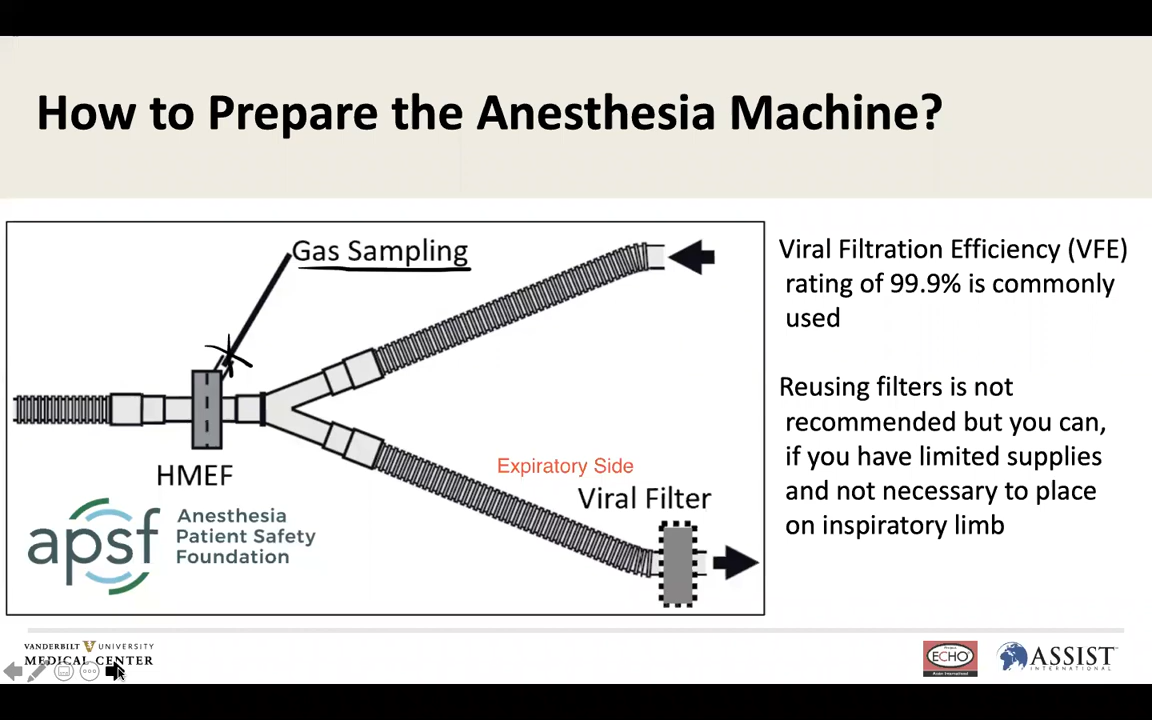 How to Prepare the Anesthesia Machine?
Gas Sampling
HMEF
Expiratory Side
Viral Filter
apsf
Anesthesia
Patient Safety
Foundation
Viral Filtration Efficiency (VFE)
rating of 99.9% is commonly
used
Reusing filters is not
recommended but you can,
if you have limited supplies
and not necessary to place
on inspiratory limb
VANDERBILT UNIVERSITY
MEDICAL CENTER
ECHO
ASSIST
INTERNATIONAL